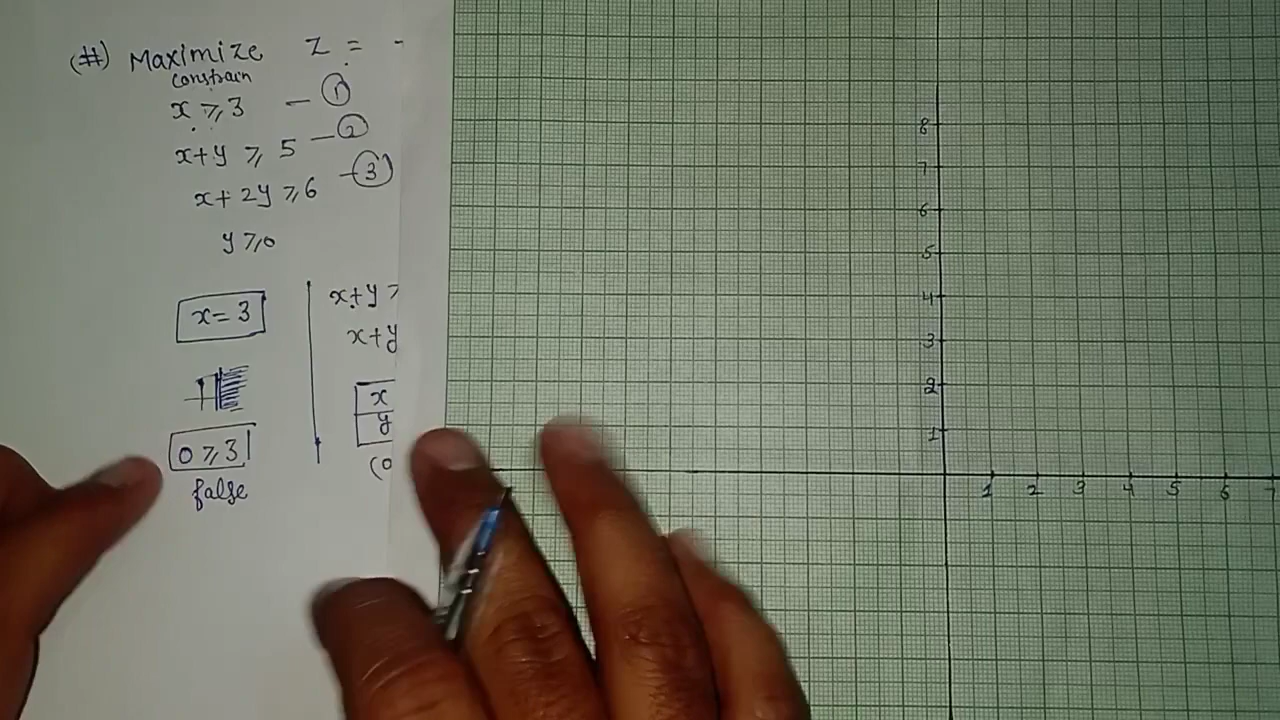 (#) Maximize Z = -
constrain
x ≥ 3 — ①
x+y ≥ 5 — ②
x+2y ≥ 6 — ③
y ≥ 0
x = 3
0 ≥ 3
false
x+y >
x+y
x
y
(0
8
7
6
5
4
3
2
1
1 2 3 4 5 6 7